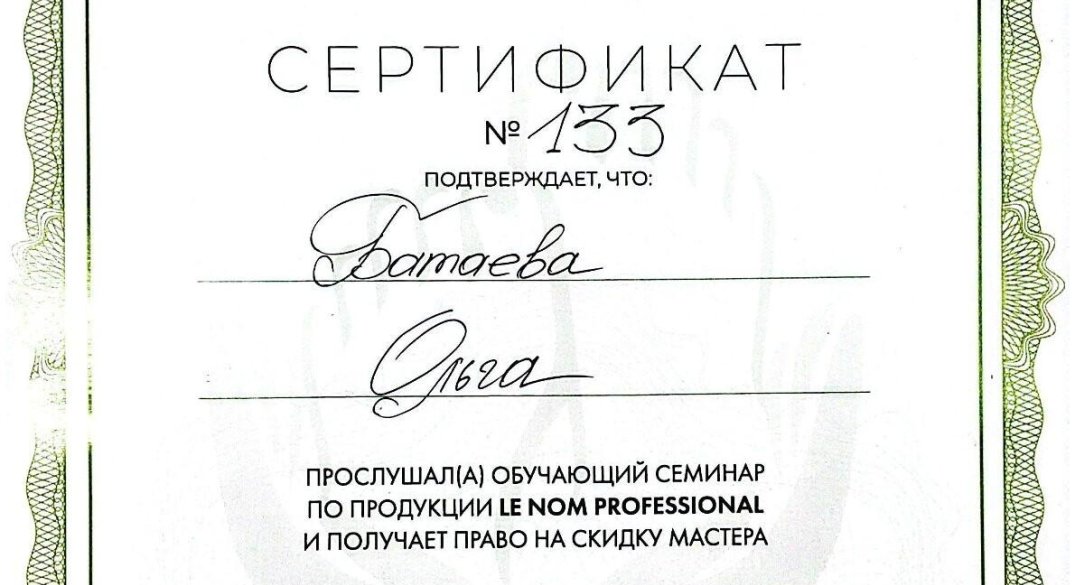 СЕРТИФИКАТ
№ 133
ПОДТВЕРЖДАЕТ, ЧТО:
Батаева
Ольга
ПРОСЛУШАЛ(А) ОБУЧАЮЩИЙ СЕМИНАР
ПО ПРОДУКЦИИ LE NOM PROFESSIONAL
И ПОЛУЧАЕТ ПРАВО НА СКИДКУ МАСТЕРА